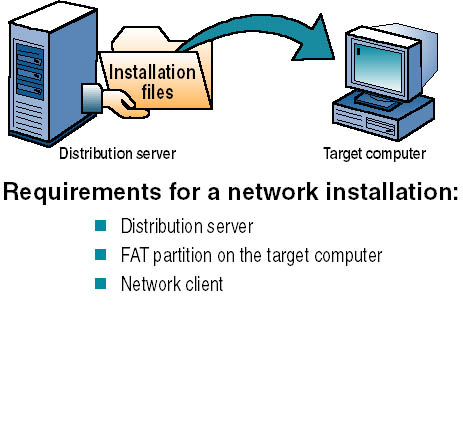 Installation
files
Distribution server
Target computer
Requirements for a network installation:
Distribution server
FAT partition on the target computer
Network client